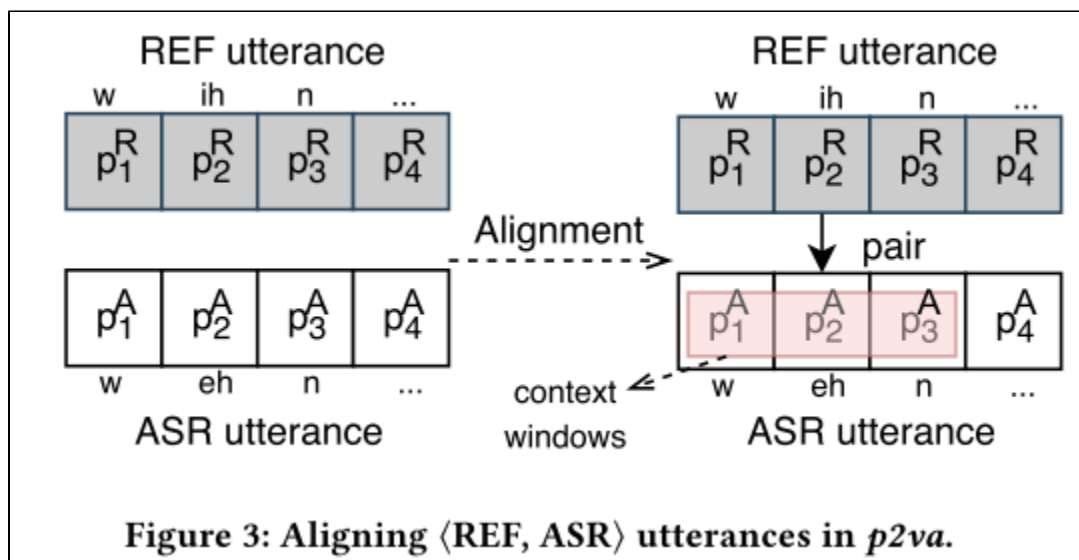 REF utterance
w ih n ...
p₁ᴿ p₂ᴿ p₃ᴿ p₄ᴿ
p₁ᴬ p₂ᴬ p₃ᴬ p₄ᴬ
w eh n ...
ASR utterance
Alignment
REF utterance
w ih n ...
p₁ᴿ p₂ᴿ p₃ᴿ p₄ᴿ
pair
p₁ᴬ p₂ᴬ p₃ᴬ p₄ᴬ
w eh n ...
context
windows
ASR utterance
Figure 3: Aligning ⟨REF, ASR⟩ utterances in p2va.